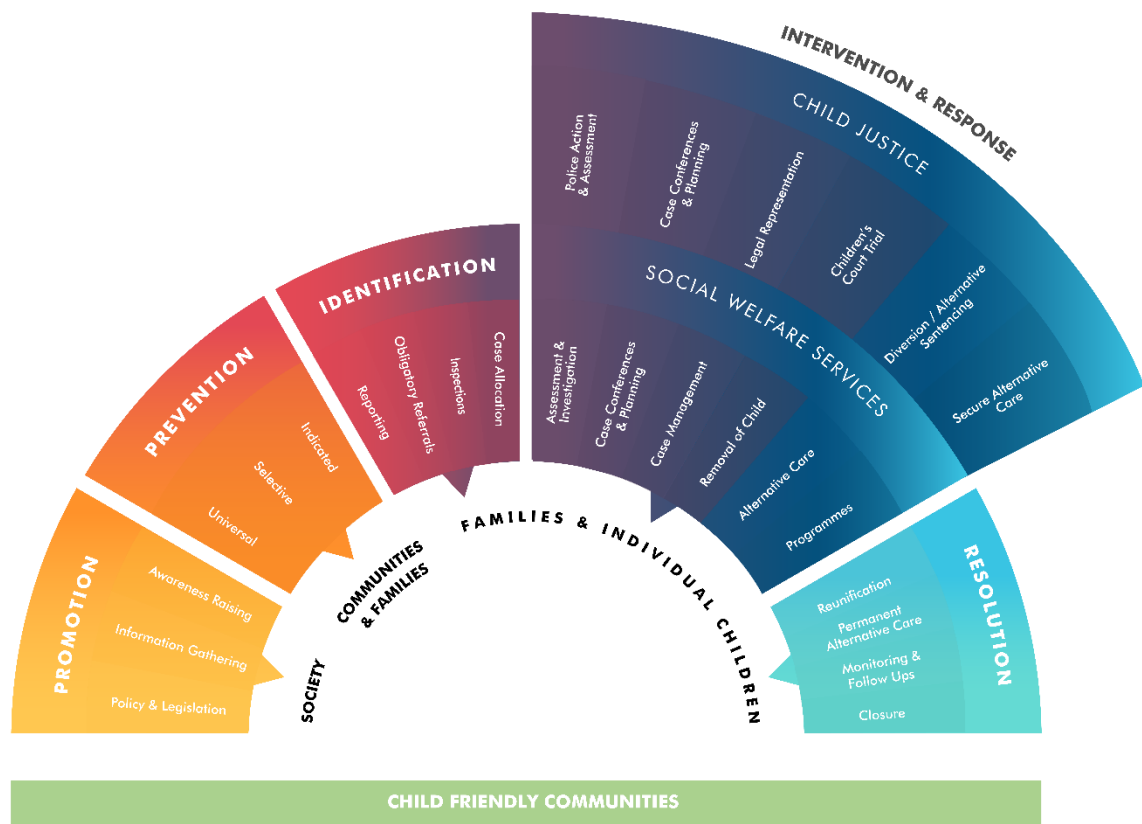 PROMOTION
Policy & Legislation
Information Gathering
Awareness Raising
PREVENTION
Universal
Selective
Indicated
IDENTIFICATION
Reporting
Obligatory Referrals
Inspections
Case Allocation
INTERVENTION & RESPONSE
CHILD JUSTICE
Police Action
& Assessment
Case Conferences
& Planning
Legal Representation
Children's
Court Trial
Diversion / Alternative
Sentencing
Secure Alternative
Care
SOCIAL WELFARE SERVICES
Assessment &
Investigation
Case Conferences
& Planning
Case Management
Removal of Child
Alternative Care
Programmes
RESOLUTION
Reunification
Permanent
Alternative Care
Monitoring &
Follow Ups
Closure
SOCIETY
COMMUNITIES
& FAMILIES
FAMILIES & INDIVIDUAL CHILDREN
CHILD FRIENDLY COMMUNITIES